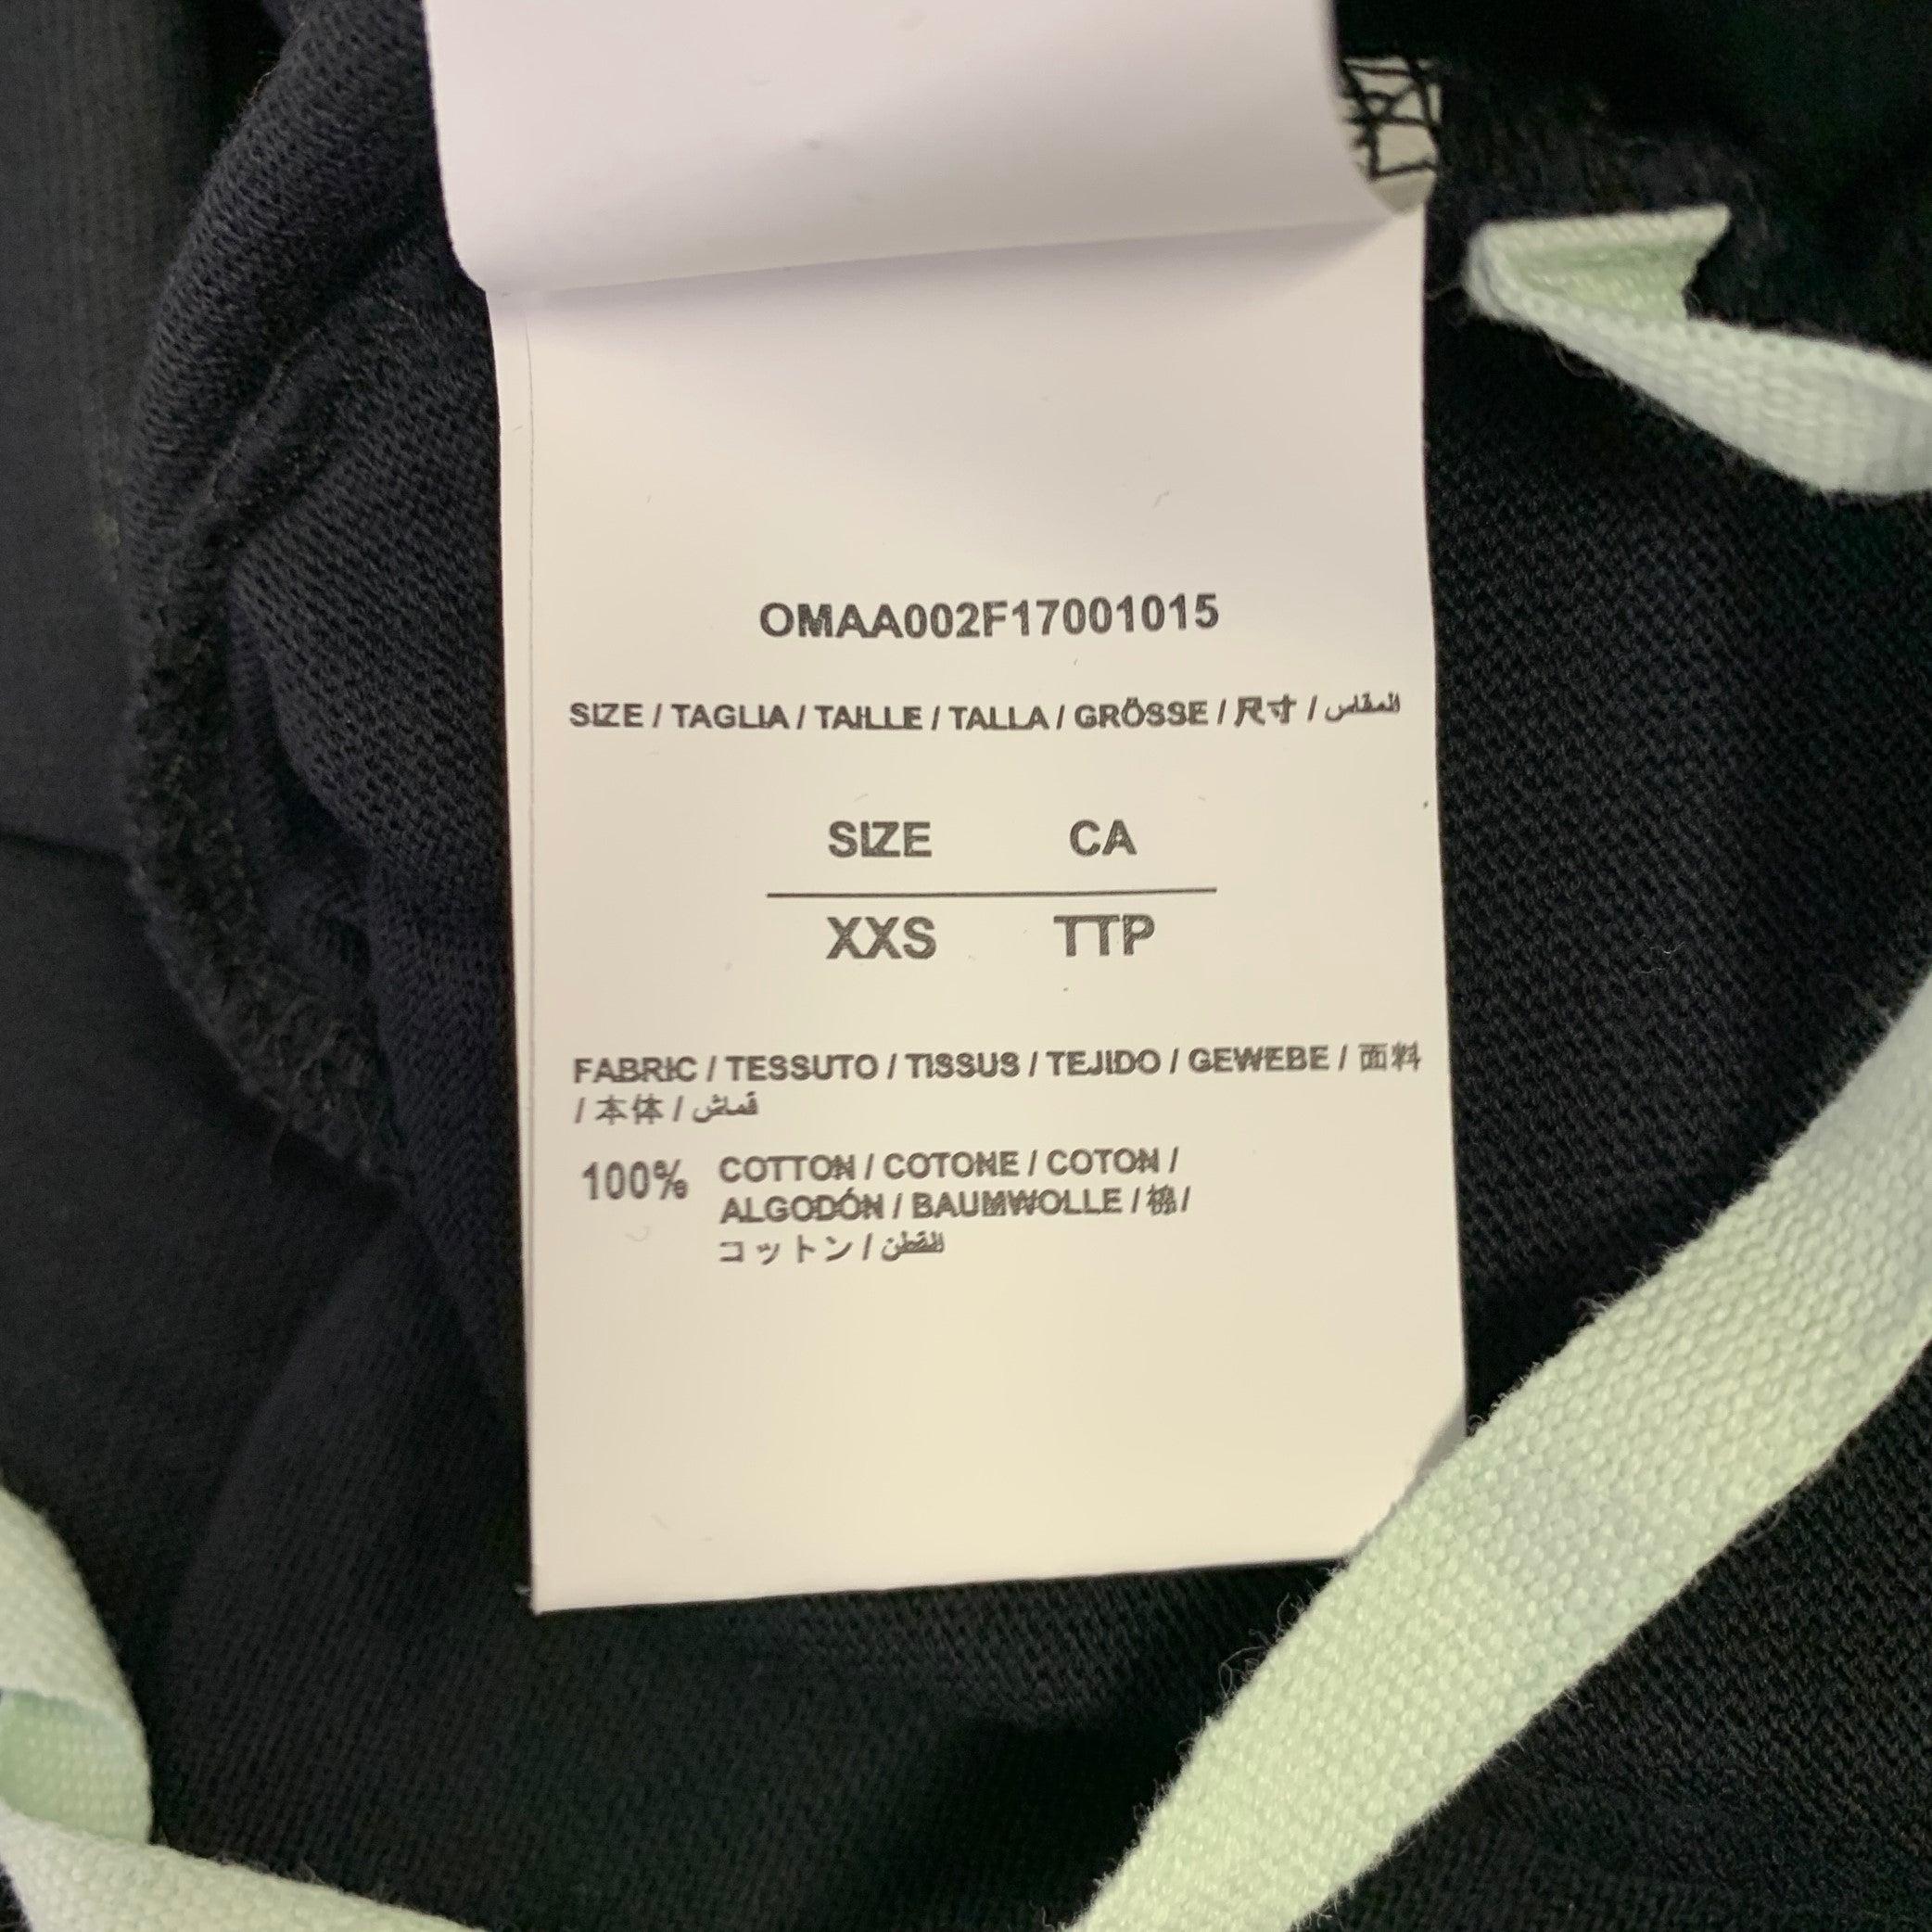 OMAA002F17001015
SIZE / TAGLIA / TAILLE / TALLA / GRÖSSE / 尺寸 / المقاس
SIZE CA
XXS TTP
FABRIC / TESSUTO / TISSUS / TEJIDO / GEWEBE / 面料
/ 本体 / قماش
100% COTTON / COTONE / COTON /
ALGODÓN / BAUMWOLLE / 棉 /
コットン / القطن